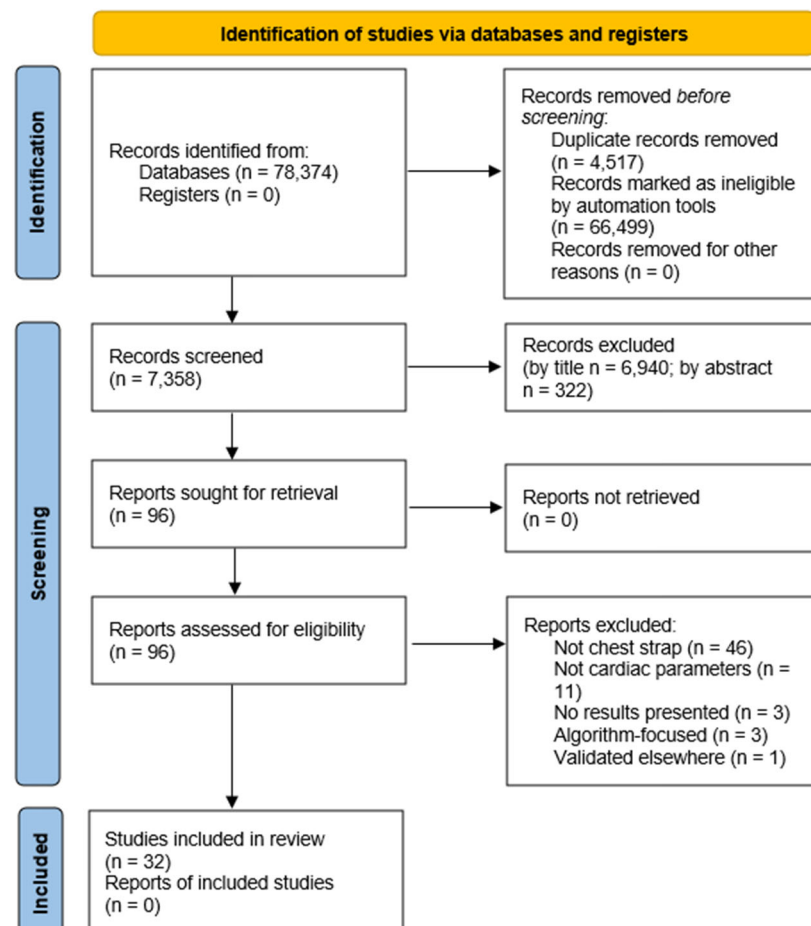 Identification of studies via databases and registers
Identification
Records identified from:
Databases (n = 78,374)
Registers (n = 0)
Records removed before
screening:
Duplicate records removed
(n = 4,517)
Records marked as ineligible
by automation tools
(n = 66,499)
Records removed for other
reasons (n = 0)
Screening
Records screened
(n = 7,358)
Records excluded
(by title n = 6,940; by abstract
n = 322)
Reports sought for retrieval
(n = 96)
Reports not retrieved
(n = 0)
Reports assessed for eligibility
(n = 96)
Reports excluded:
Not chest strap (n = 46)
Not cardiac parameters (n =
11)
No results presented (n = 3)
Algorithm-focused (n = 3)
Validated elsewhere (n = 1)
Included
Studies included in review
(n = 32)
Reports of included studies
(n = 0)